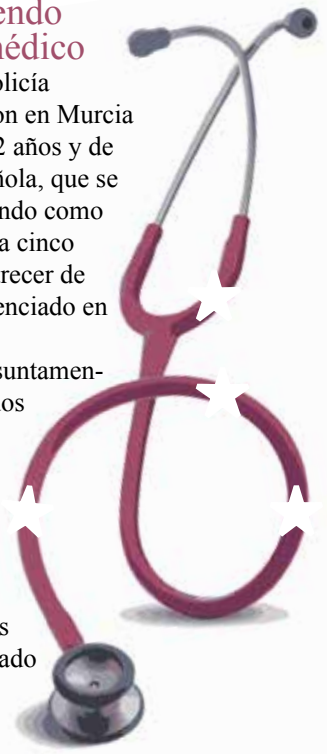 endo
médico
olicía
on en Murcia
2 años y de
ñola, que se
ndo como
a cinco
recer de
enciado en
suntamen-
los
s
ado